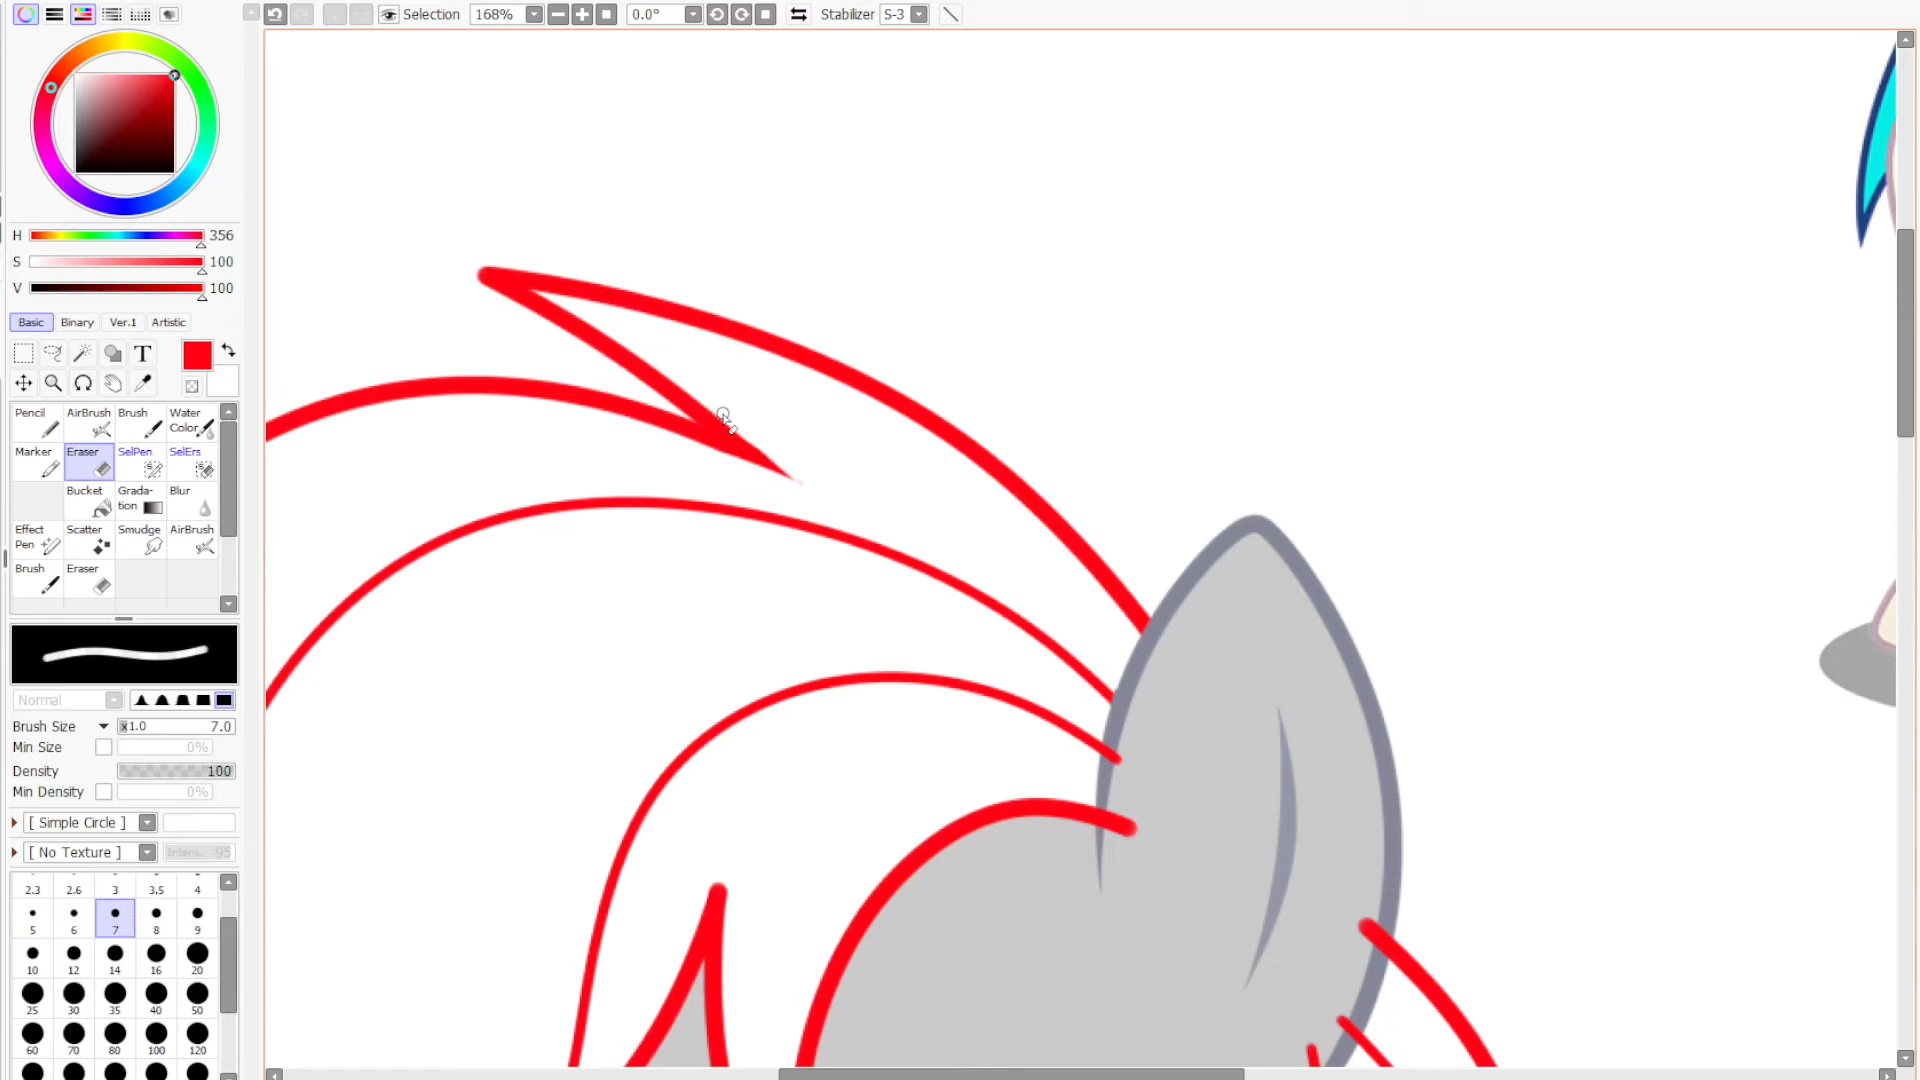 Selection 168% 0.0° Stabilizer S-3
H 356
S 100
V 100
Basic Binary Ver.1 Artistic
T
Pencil AirBrush Brush Water Color
Marker Eraser SelPen SelErs
Bucket Grada- tion Blur
Effect Pen Scatter Smudge AirBrush
Brush Eraser
Normal
Brush Size x1.0 7.0
Min Size 0%
Density 100
Min Density 0%
[ Simple Circle ]
[ No Texture ] Intens. 95
2.3 2.6 3 3.5 4
5 6 7 8 9
10 12 14 16 20
25 30 35 40 50
60 70 80 100 120